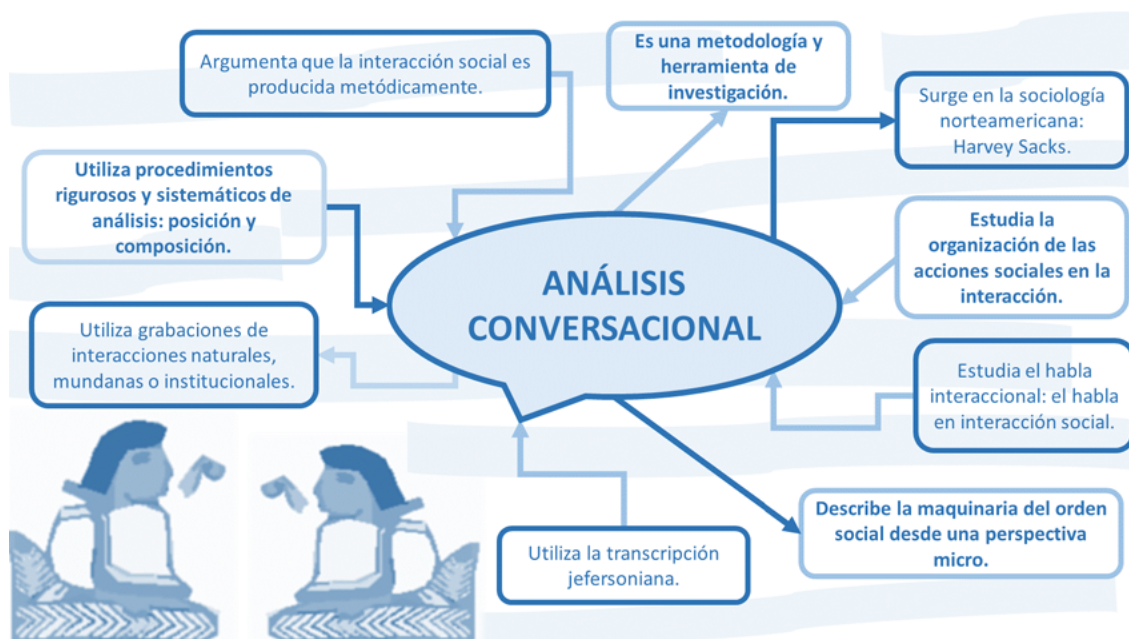 Argumenta que la interacción social es
producida metódicamente.
Es una metodología y
herramienta de
investigación.
Surge en la sociología
norteamericana:
Harvey Sacks.
Utiliza procedimientos
rigurosos y sistemáticos de
análisis: posición y
composición.
ANÁLISIS
CONVERSACIONAL
Estudia la
organización de las
acciones sociales en la
interacción.
Utiliza grabaciones de
interacciones naturales,
mundanas o institucionales.
Estudia el habla
interaccional: el habla
en interacción social.
Utiliza la transcripción
jefersoniana.
Describe la maquinaria del orden
social desde una perspectiva
micro.